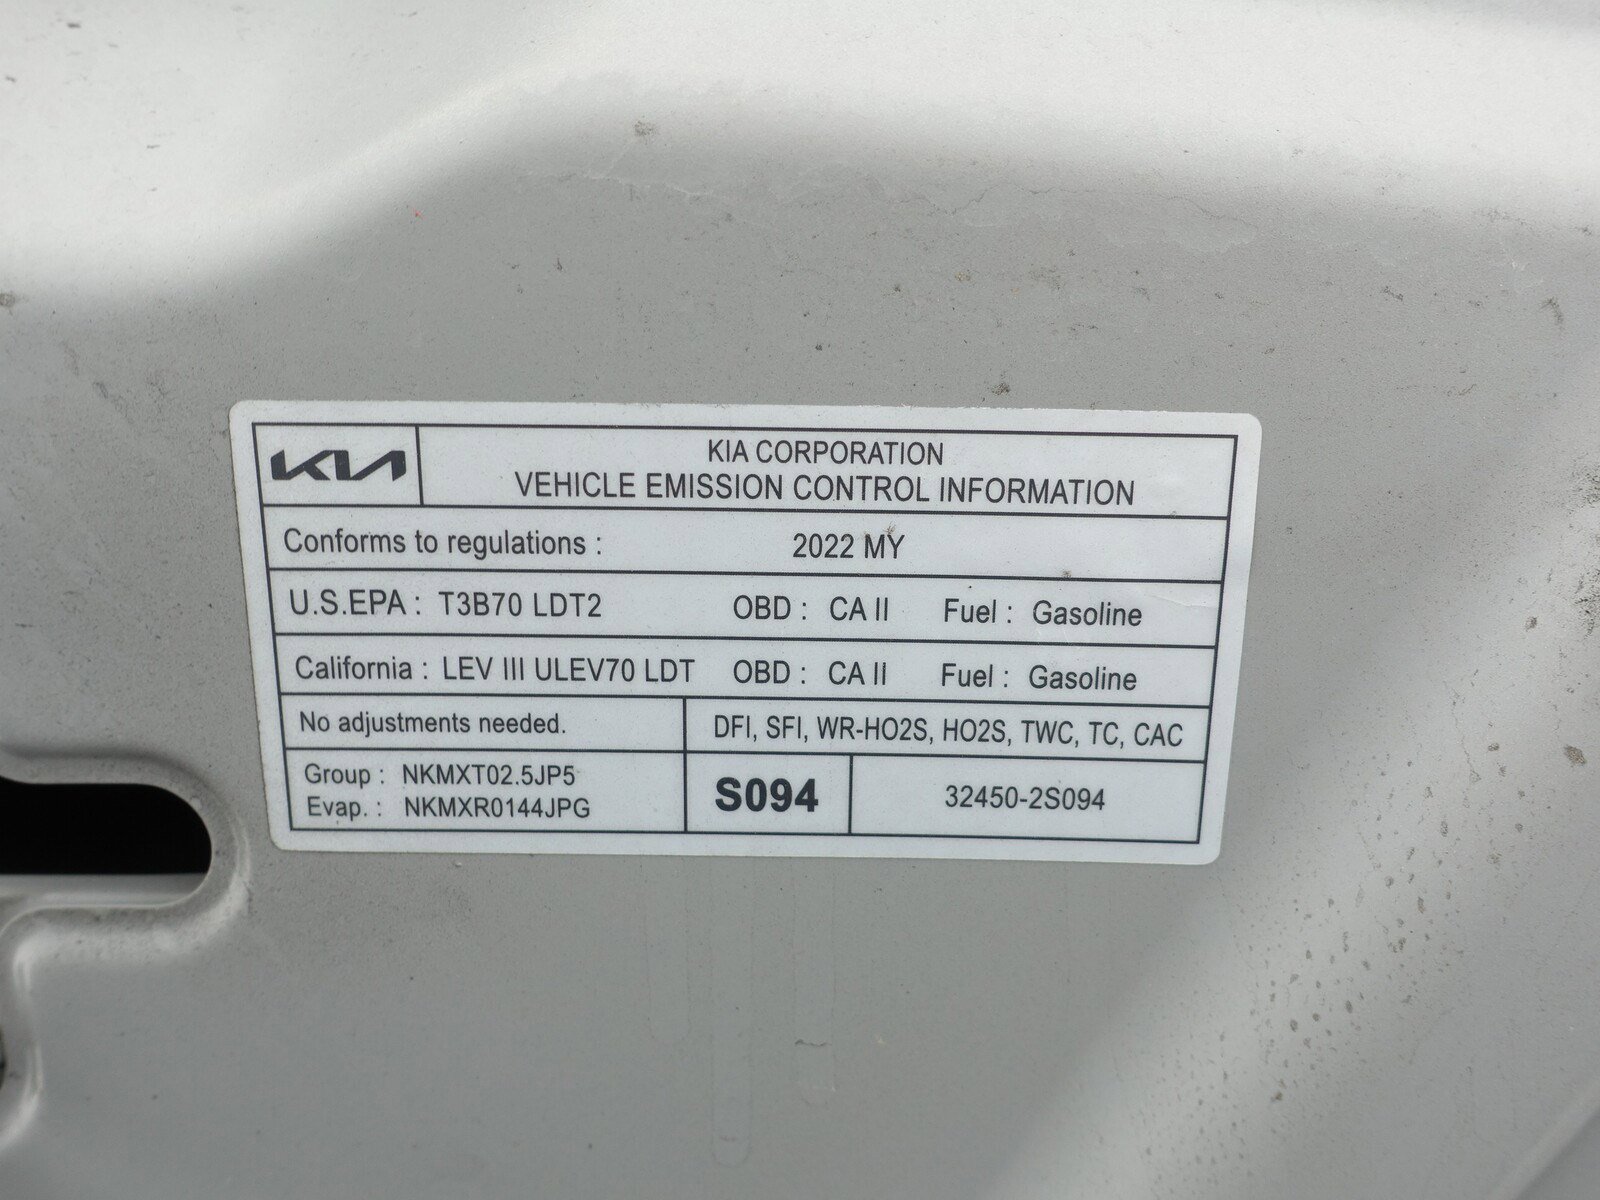 KIA KIA CORPORATION
VEHICLE EMISSION CONTROL INFORMATION
Conforms to regulations : 2022 MY
U.S.EPA : T3B70 LDT2 OBD : CA II Fuel : Gasoline
California : LEV III ULEV70 LDT OBD : CA II Fuel : Gasoline
No adjustments needed. DFI, SFI, WR-HO2S, HO2S, TWC, TC, CAC
Group : NKMXT02.5JP5
Evap. : NKMXR0144JPG
S094 32450-2S094